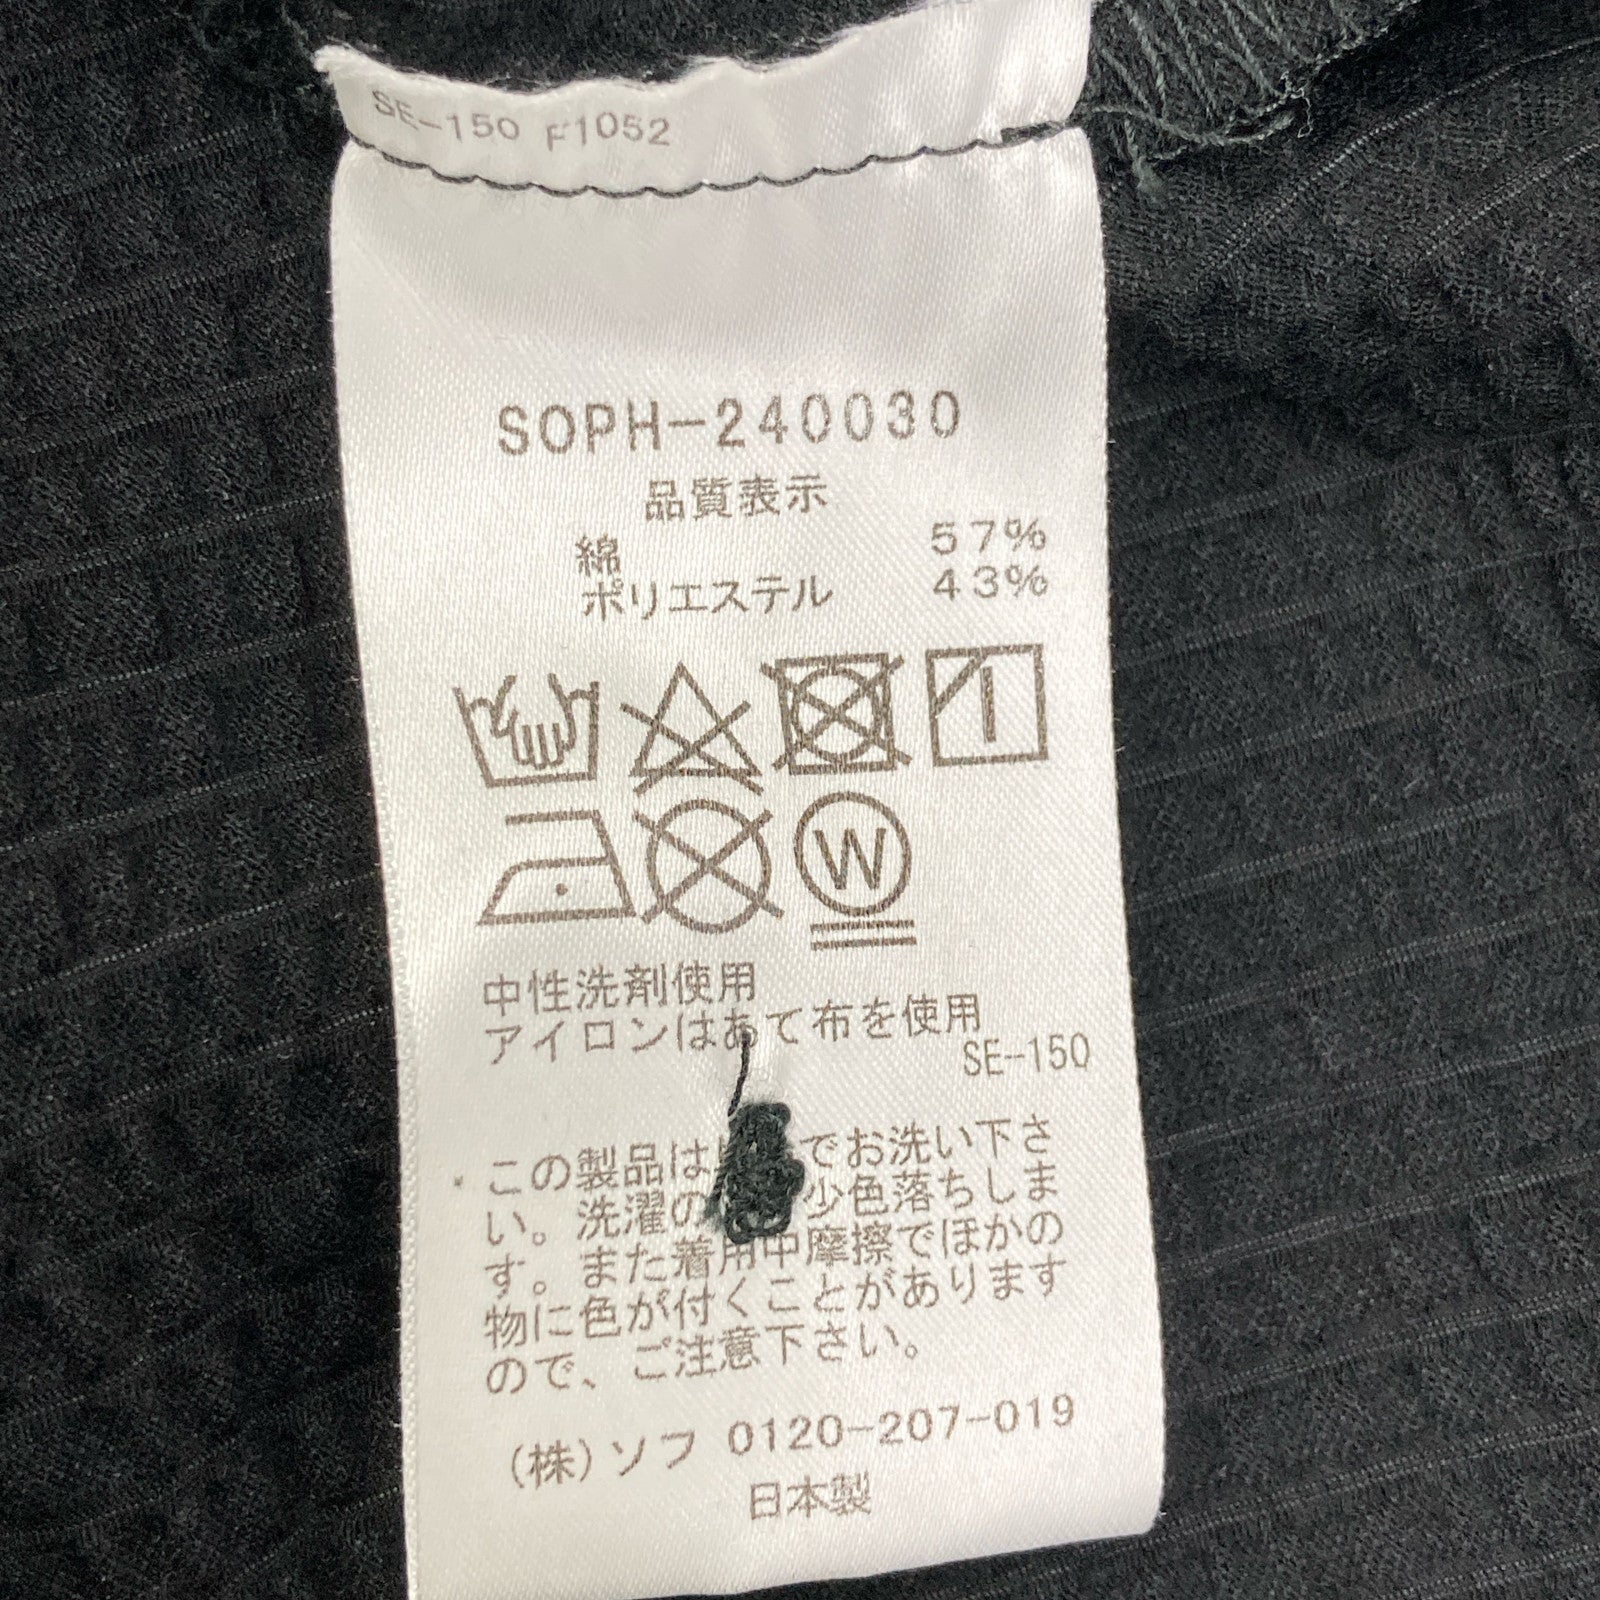 SE-150 F1052
SOPH-240030
品質表示
綿 57%
ポリエステル 43%
W
中性洗剤使用
アイロンはあて布を使用
SE-150
この製品は でお洗い下さ
い。洗濯の 少色落ちしま
す。また着用中摩擦でほかの
物に色が付くことがあります
ので、ご注意下さい。
(株)ソフ 0120-207-019
日本製